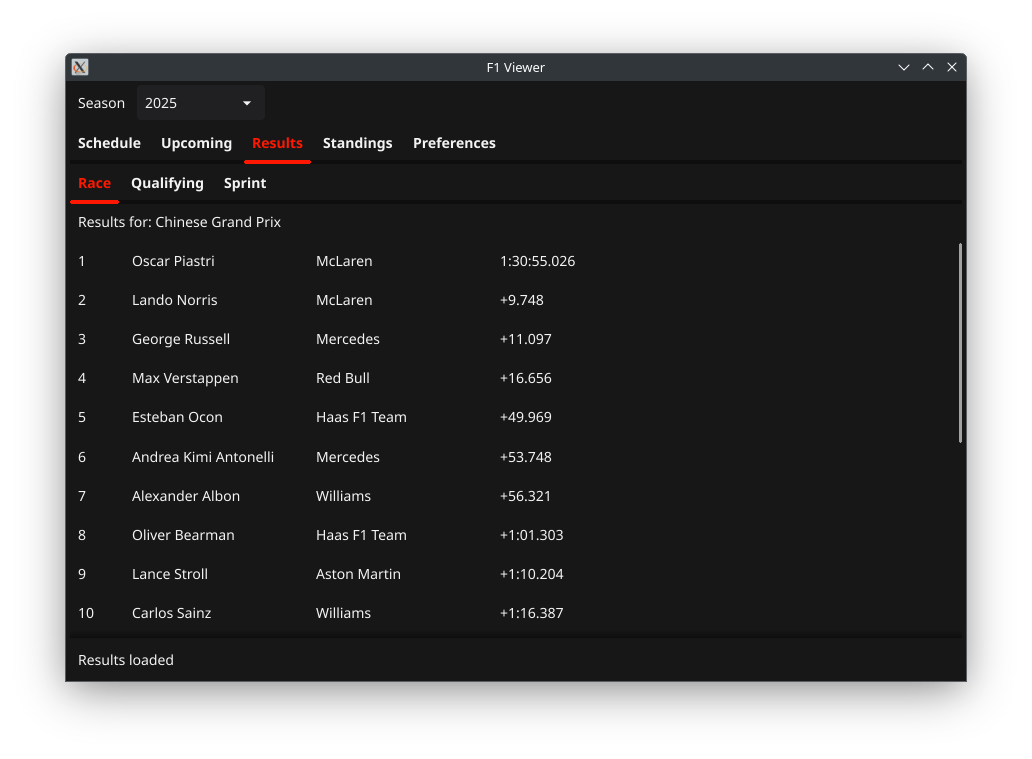 F1 Viewer
Season 2025
Schedule Upcoming Results Standings Preferences
Race Qualifying Sprint
Results for: Chinese Grand Prix
1 Oscar Piastri McLaren 1:30:55.026
2 Lando Norris McLaren +9.748
3 George Russell Mercedes +11.097
4 Max Verstappen Red Bull +16.656
5 Esteban Ocon Haas F1 Team +49.969
6 Andrea Kimi Antonelli Mercedes +53.748
7 Alexander Albon Williams +56.321
8 Oliver Bearman Haas F1 Team +1:01.303
9 Lance Stroll Aston Martin +1:10.204
10 Carlos Sainz Williams +1:16.387
Results loaded